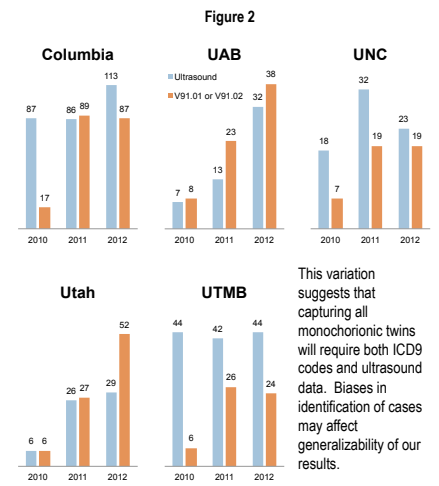 Figure 2
Columbia
87
17
86
89
113
87
2010
2011
2012
UAB
Ultrasound
V91.01 or V91.02
7
8
13
23
32
38
2010
2011
2012
UNC
18
7
32
19
23
19
2010
2011
2012
Utah
6
6
26
27
29
52
2010
2011
2012
UTMB
44
6
42
26
44
24
2010
2011
2012
This variation
suggests that
capturing all
monochorionic twins
will require both ICD9
codes and ultrasound
data. Biases in
identification of cases
may affect
generalizability of our
results.